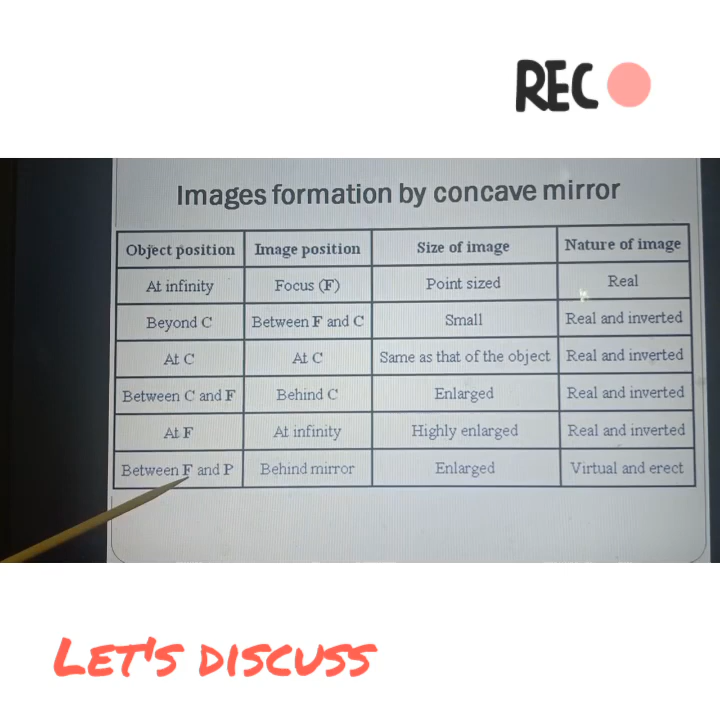 REC
Images formation by concave mirror
Object position Image position Size of image Nature of image
At infinity Focus (F) Point sized Real
Beyond C Between F and C Small Real and inverted
At C At C Same as that of the object Real and inverted
Between C and F Behind C Enlarged Real and inverted
At F At infinity Highly enlarged Real and inverted
Between F and P Behind mirror Enlarged Virtual and erect
LET'S DISCUSS